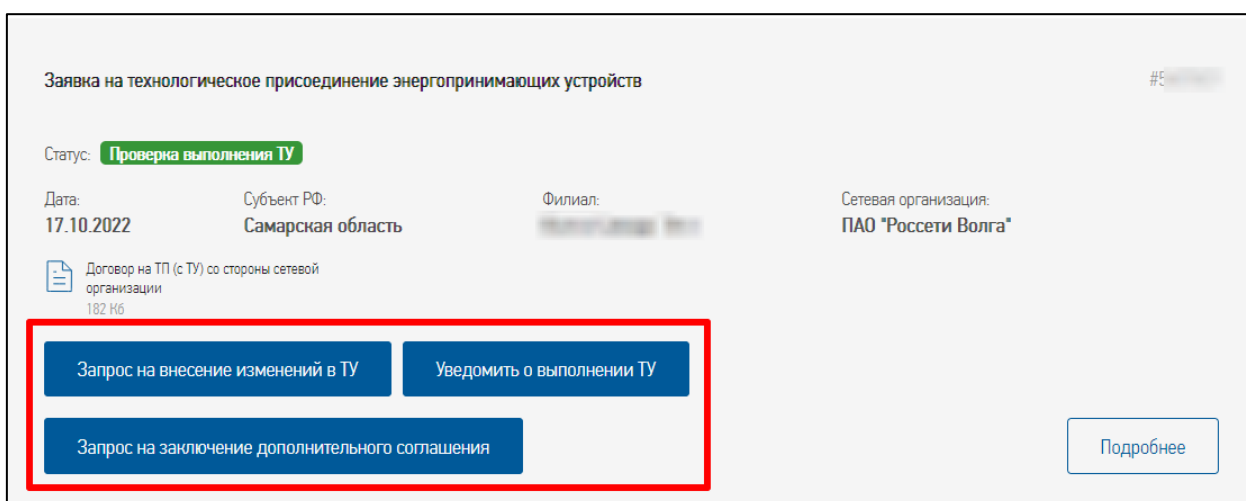 Заявка на технологическое присоединение энергопринимающих устройств
Статус: Проверка выполнения ТУ
Дата: Субъект РФ: Филиал: Сетевая организация:
17.10.2022 Самарская область ПАО "Россети Волга"
Договор на ТП (с ТУ) со стороны сетевой
организации
182 Кб
Запрос на внесение изменений в ТУ Уведомить о выполнении ТУ
Запрос на заключение дополнительного соглашения Подробнее